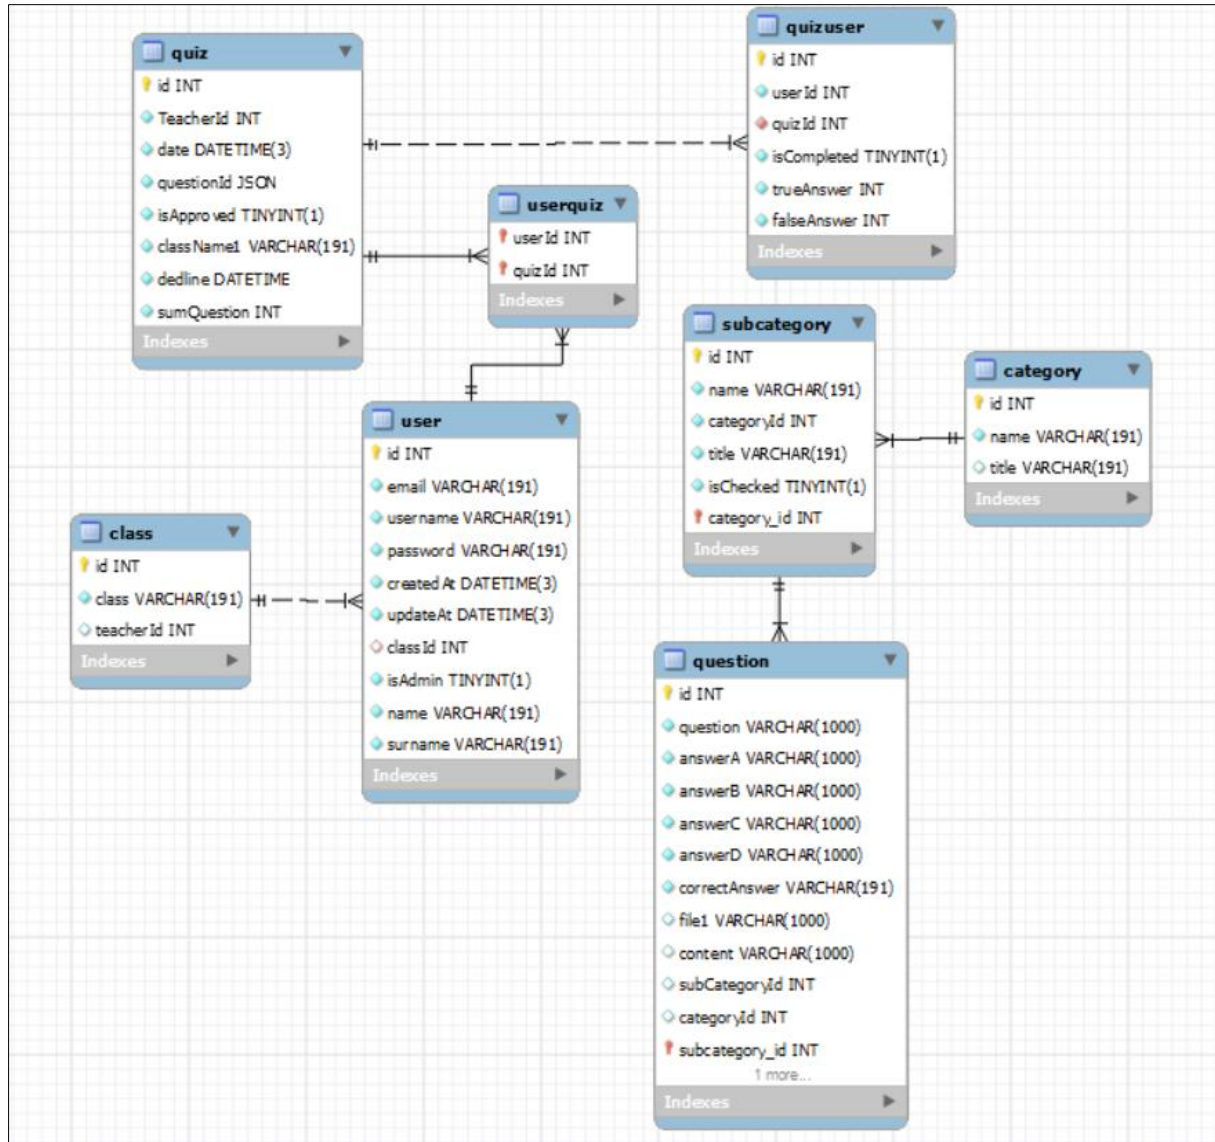 quiz
id INT
TeacherId INT
date DATETIME(3)
questionId JSON
isApproved TINYINT(1)
className1 VARCHAR(191)
dedline DATETIME
sumQuestion INT
Indexes
quizuser
id INT
userId INT
quizId INT
isCompleted TINYINT(1)
trueAnswer INT
falseAnswer INT
Indexes
userquiz
userId INT
quizId INT
Indexes
subcategory
id INT
name VARCHAR(191)
categoryId INT
title VARCHAR(191)
isChecked TINYINT(1)
category_id INT
Indexes
category
id INT
name VARCHAR(191)
title VARCHAR(191)
Indexes
user
id INT
email VARCHAR(191)
username VARCHAR(191)
password VARCHAR(191)
createdAt DATETIME(3)
updateAt DATETIME(3)
classId INT
isAdmin TINYINT(1)
name VARCHAR(191)
surname VARCHAR(191)
Indexes
class
id INT
class VARCHAR(191)
teacherId INT
Indexes
question
id INT
question VARCHAR(1000)
answerA VARCHAR(1000)
answerB VARCHAR(1000)
answerC VARCHAR(1000)
answerD VARCHAR(1000)
correctAnswer VARCHAR(191)
file1 VARCHAR(1000)
content VARCHAR(1000)
subCategoryId INT
categoryId INT
subcategory_id INT
1 more...
Indexes